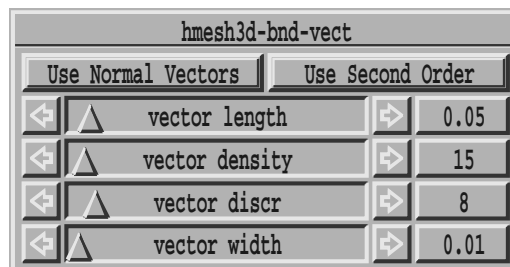 hmesh3d-bnd-vect
Use Normal Vectors Use Second Order
vector length 0.05
vector density 15
vector discr 8
vector width 0.01